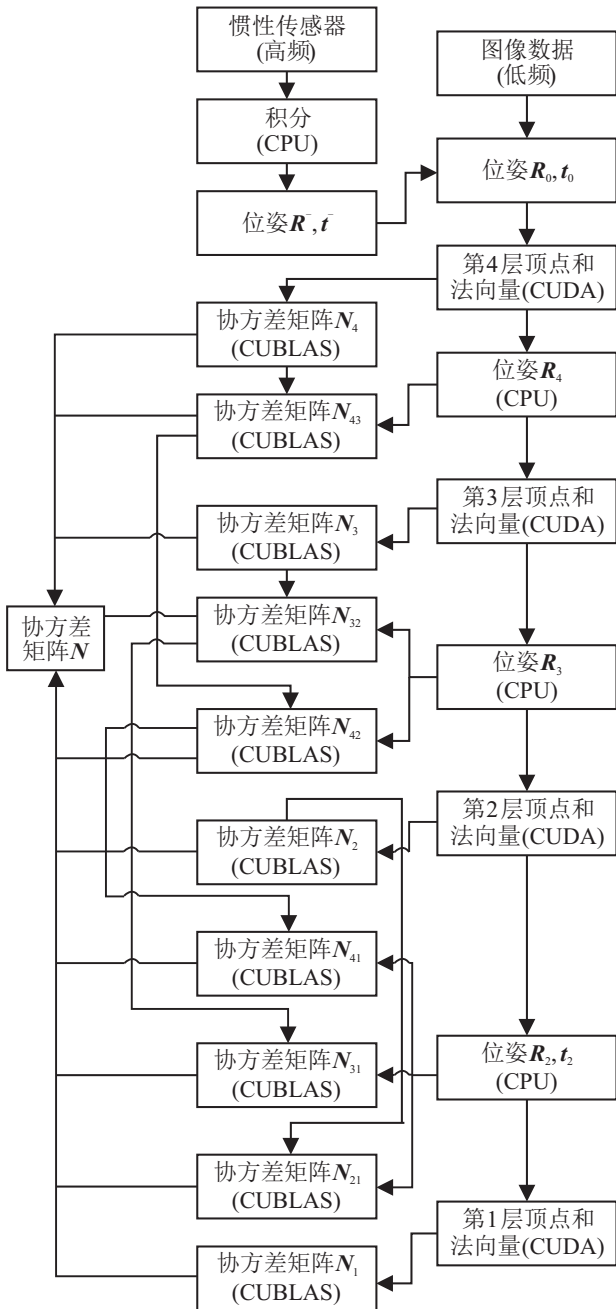 惯性传感器
(高频)
图像数据
(低频)
积分
(CPU)
位姿R₀,t₀
位姿R⁻,t⁻
第4层顶点和
法向量(CUDA)
协方差矩阵N₄
(CUBLAS)
位姿R₄
(CPU)
协方差矩阵N₄₃
(CUBLAS)
第3层顶点和
法向量(CUDA)
协方差矩阵N₃
(CUBLAS)
协方差矩阵N₃₂
(CUBLAS)
协方差
矩阵N
位姿R₃
(CPU)
协方差矩阵N₄₂
(CUBLAS)
第2层顶点和
法向量(CUDA)
协方差矩阵N₂
(CUBLAS)
协方差矩阵N₄₁
(CUBLAS)
位姿R₂,t₂
(CPU)
协方差矩阵N₃₁
(CUBLAS)
协方差矩阵N₂₁
(CUBLAS)
第1层顶点和
法向量(CUDA)
协方差矩阵N₁
(CUBLAS)